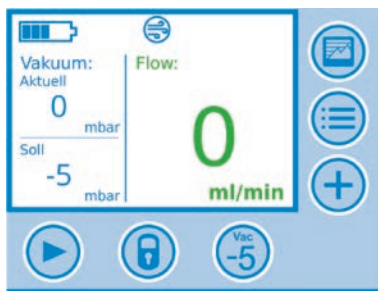 Vakuum:
Aktuell
0
mbar
Soll
-5
mbar
Flow:
0
ml/min
Vac
-5